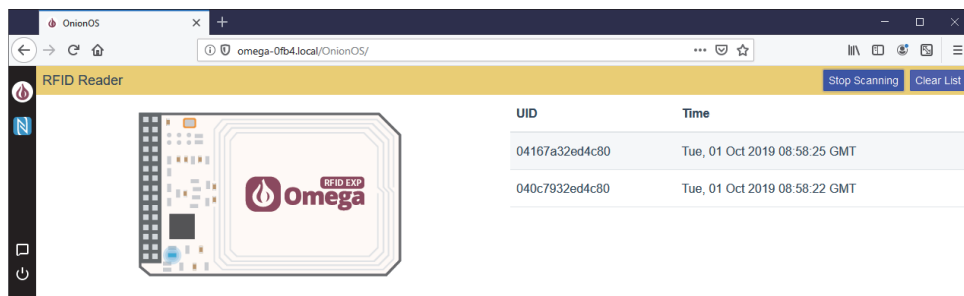 OnionOS
omega-0fb4.local/OnionOS/
RFID Reader
Stop Scanning
Clear List
UID Time
04167a32ed4c80 Tue, 01 Oct 2019 08:58:25 GMT
040c7932ed4c80 Tue, 01 Oct 2019 08:58:22 GMT
RFID EXP
Omega